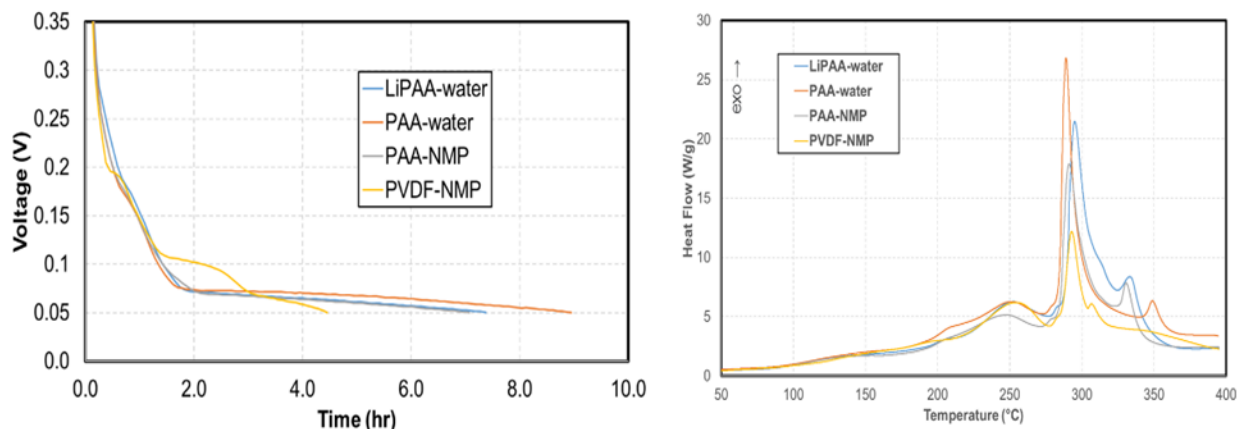 0.35
0.30
0.25
0.20
0.15
0.10
0.05
0.0
Voltage (V)
0.0 2.0 4.0 6.0 8.0 10.0
Time (hr)
LiPAA-water
PAA-water
PAA-NMP
PVDF-NMP
30
25
20
15
10
5
0
Heat Flow (W/g)
exo →
LiPAA-water
PAA-water
PAA-NMP
PVDF-NMP
50 100 150 200 250 300 350 400
Temperature (°C)